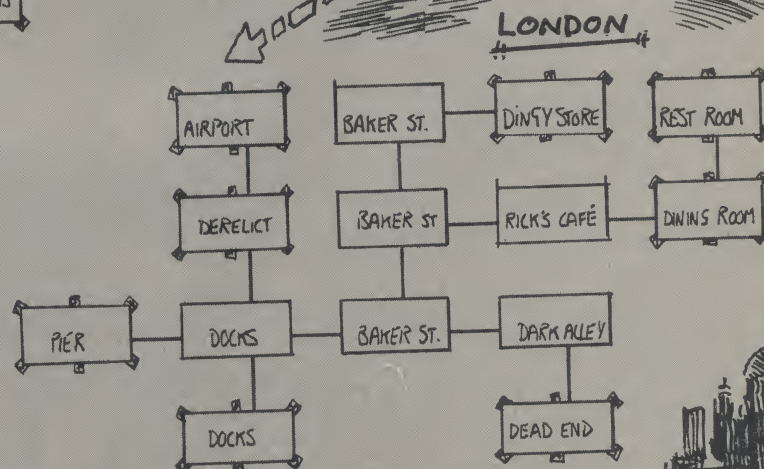 LONDON
AIRPORT
BAKER ST.
DINGY STORE
REST ROOM
DERELICT
BAKER ST
RICK'S CAFÉ
DININS ROOM
PIER
DOCKS
BAKER ST.
DARK ALLEY
DOCKS
DEAD END